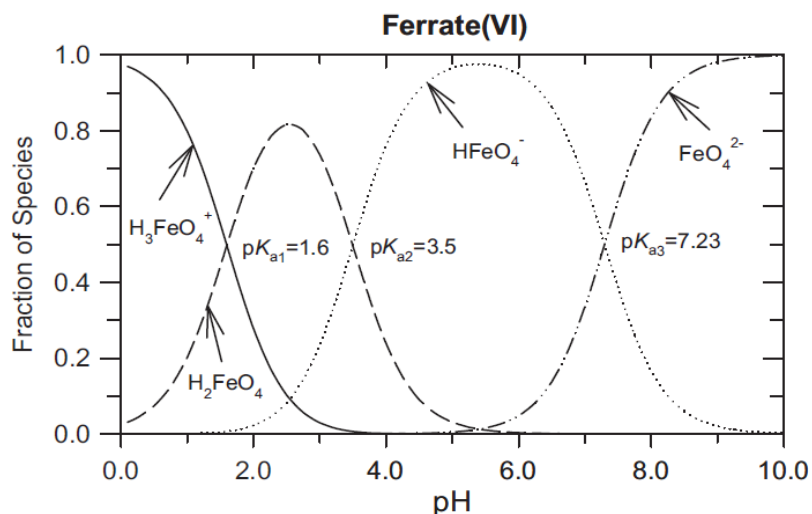 Ferrate(VI)
1.0
0.8
0.6
0.4
0.2
0.0
Fraction of Species
H₃FeO₄⁺
H₂FeO₄
HFeO₄⁻
FeO₄²⁻
pKₐ₁=1.6
pKₐ₂=3.5
pKₐ₃=7.23
0.0 2.0 4.0 6.0 8.0 10.0
pH